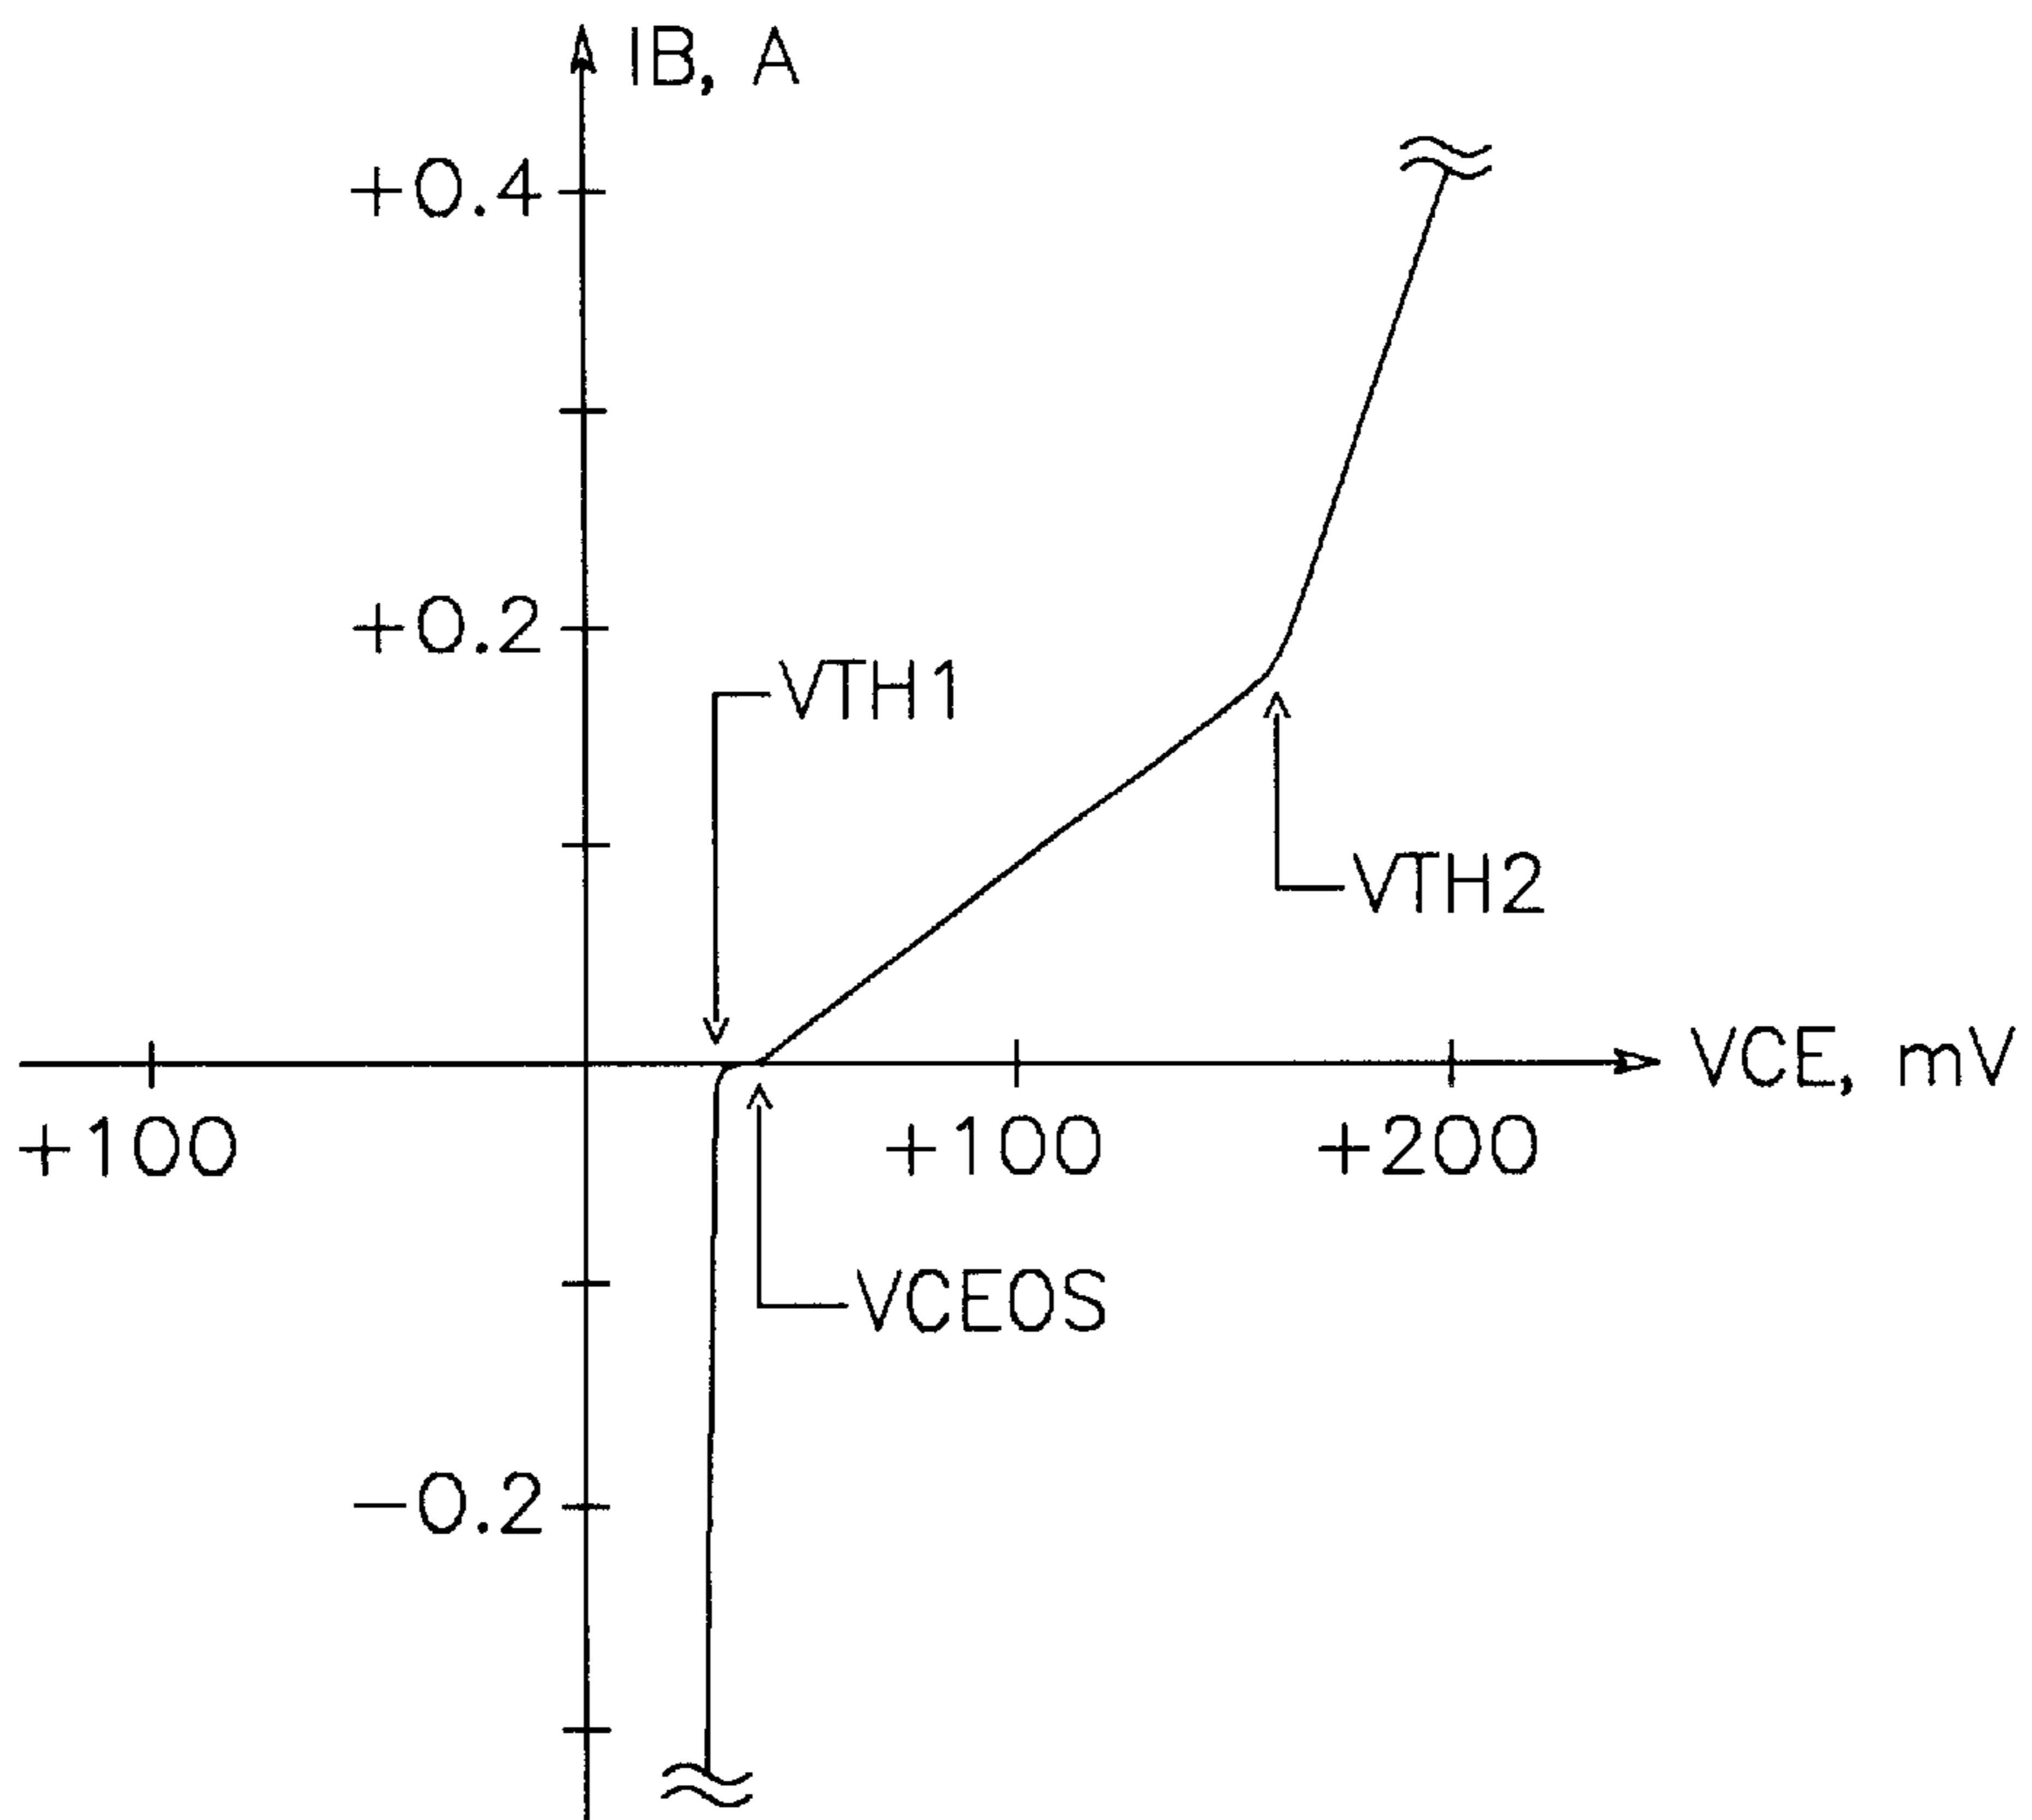 IB, A
+0.4
+0.2
VTH1
VTH2
VCE, mV
+100
+100
+200
VCEOS
-0.2